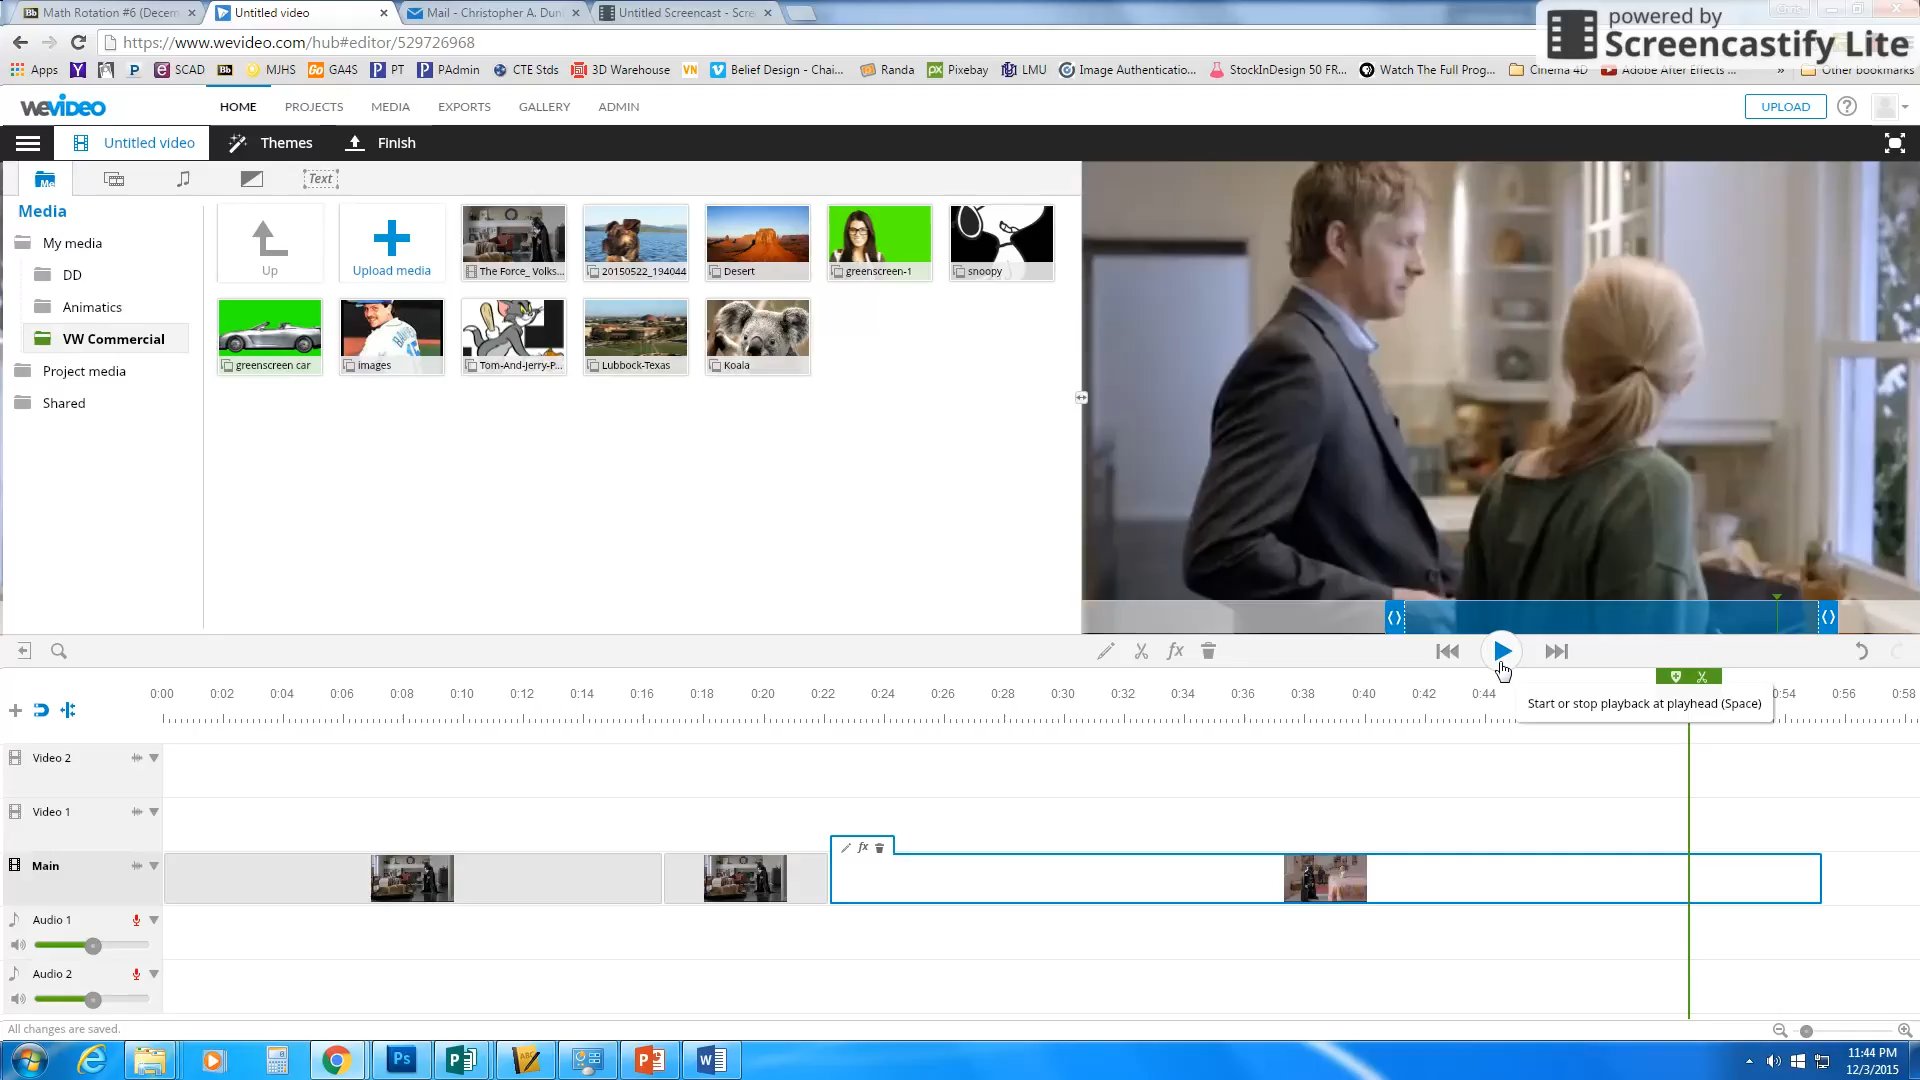 Math Rotation #6 (Decem
Untitled video
Mail - Christopher A. Dun
Untitled Screencast - Scre
powered by
Screencastify Lite
https://www.wevideo.com/hub#editor/529726968
Apps
SCAD
Bb
MJHS
GA4S
PT
PAdmin
CTE Stds
3D Warehouse
VN
Belief Design - Chai...
Randa
Pixebay
LMU
Image Authenticatio...
StockInDesign 50 FR...
Watch The Full Prog...
Cinema 4D
Adobe After Effects ...
Other bookmarks
wevideo
HOME
PROJECTS
MEDIA
EXPORTS
GALLERY
ADMIN
UPLOAD
Untitled video
Themes
Finish
Me
Text
Media
My media
DD
Animatics
VW Commercial
Project media
Shared
Up
Upload media
The Force_ Volks...
20150522_194044
Desert
greenscreen-1
snoopy
greenscreen car
images
Tom-And-Jerry-P...
Lubbock-Texas
Koala
fx
0:00 0:02 0:04 0:06 0:08 0:10 0:12 0:14 0:16 0:18 0:20 0:22 0:24 0:26 0:28 0:30 0:32 0:34 0:36 0:38 0:40 0:42 0:44 0:54 0:56 0:58
Start or stop playback at playhead (Space)
Video 2
Video 1
fx
Main
Audio 1
Audio 2
All changes are saved.
Ps
P
P
W
11:44 PM
12/3/2015